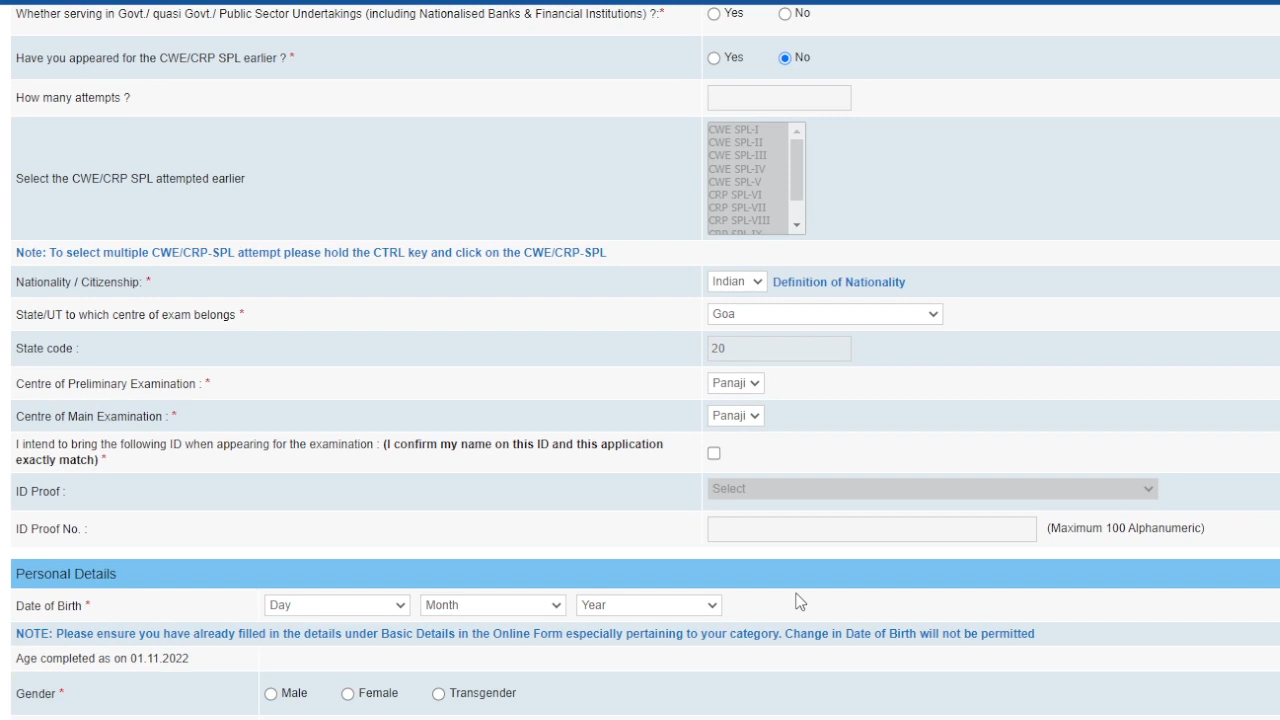 Whether serving in Govt./ quasi Govt./ Public Sector Undertakings (including Nationalised Banks & Financial Institutions) ?:* Yes No
Have you appeared for the CWE/CRP SPL earlier ? * Yes No
How many attempts ?
CWE SPL-I
CWE SPL-II
CWE SPL-III
CWE SPL-IV
Select the CWE/CRP SPL attempted earlier
CWE SPL-V
CRP SPL-VI
CRP SPL-VII
CRP SPL-VIII
CRP SPL-IX
Note: To select multiple CWE/CRP-SPL attempt please hold the CTRL key and click on the CWE/CRP-SPL
Nationality / Citizenship: * Indian Definition of Nationality
State/UT to which centre of exam belongs * Goa
State code : 20
Centre of Preliminary Examination : * Panaji
Centre of Main Examination : * Panaji
I intend to bring the following ID when appearing for the examination : (I confirm my name on this ID and this application
exactly match) *
ID Proof : Select
ID Proof No. : (Maximum 100 Alphanumeric)
Personal Details
Date of Birth * Day Month Year
NOTE: Please ensure you have already filled in the details under Basic Details in the Online Form especially pertaining to your category. Change in Date of Birth will not be permitted
Age completed as on 01.11.2022
Gender * Male Female Transgender